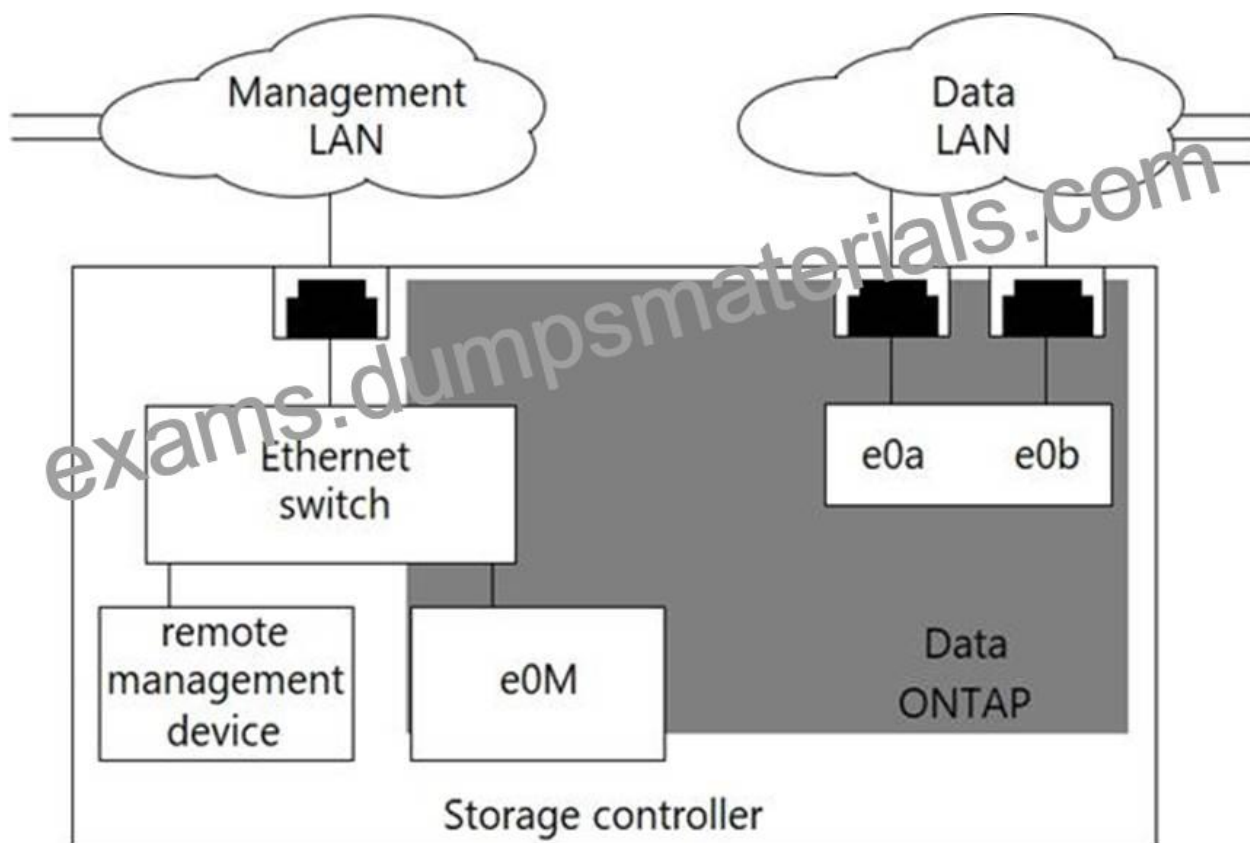 Management
LAN
Data
LAN
exams.dumpsmaterials.com
Ethernet
switch
e0a
e0b
remote
management
device
e0M
Data
ONTAP
Storage controller